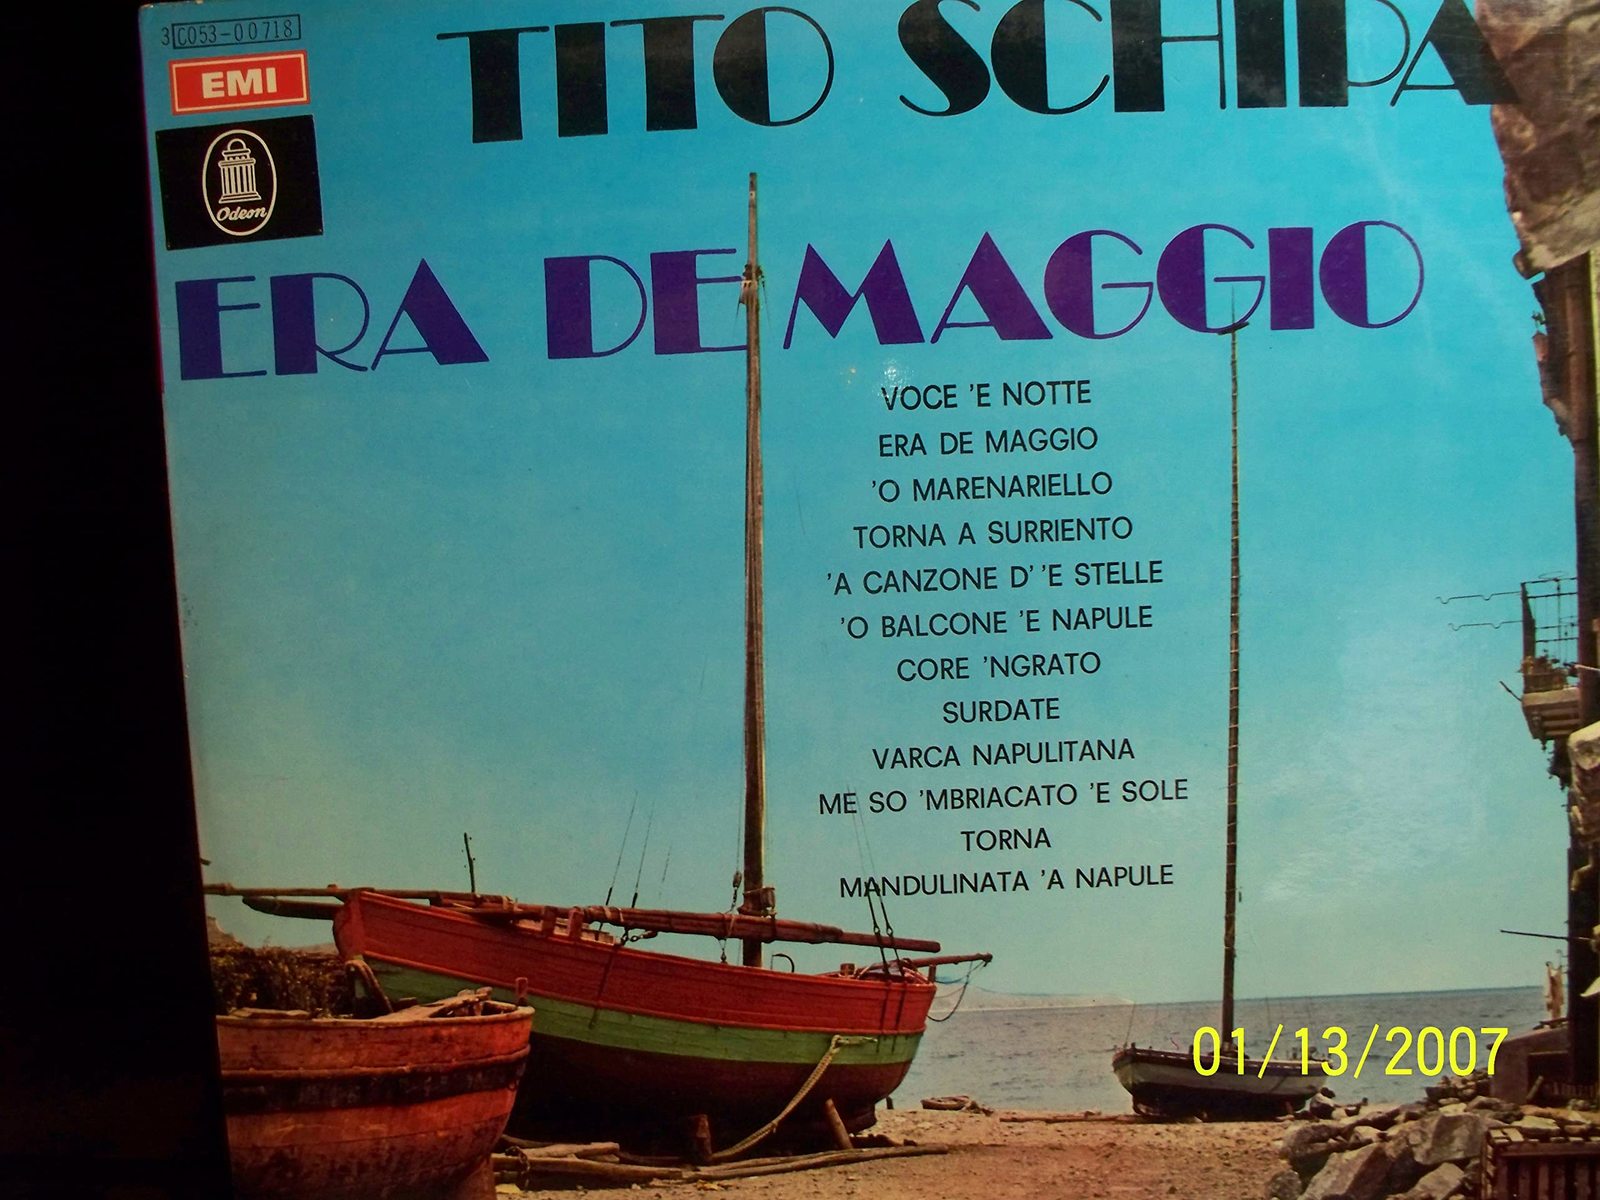 3C053-00718
EMI
Odeon
TITO SCHIPA
ERA DE MAGGIO
VOCE 'E NOTTE
ERA DE MAGGIO
'O MARENARIELLO
TORNA A SURRIENTO
'A CANZONE D' 'E STELLE
'O BALCONE 'E NAPULE
CORE 'NGRATO
SURDATE
VARCA NAPULITANA
ME SO 'MBRIACATO 'E SOLE
TORNA
MANDULINATA 'A NAPULE
01/13/2007